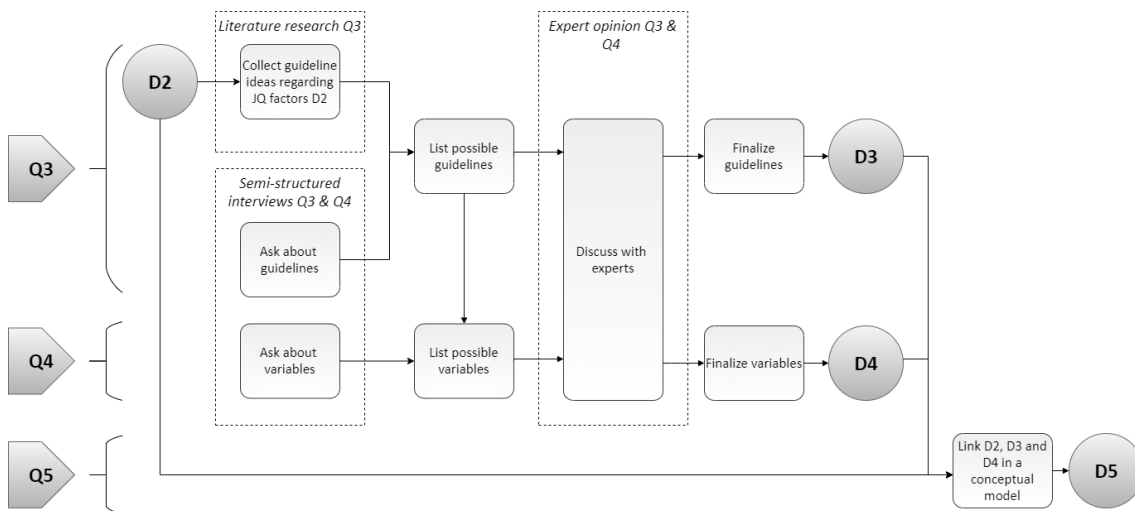 Literature research Q3
Expert opinion Q3 &
Q4
D2
Collect guideline
ideas regarding
JQ factors D2
Q3
List possible
guidelines
Finalize
guidelines
D3
Semi-structured
interviews Q3 & Q4
Ask about
guidelines
Discuss with
experts
Q4
Ask about
variables
List possible
variables
Finalize variables
D4
Q5
Link D2, D3 and
D4 in a
conceptual
model
D5